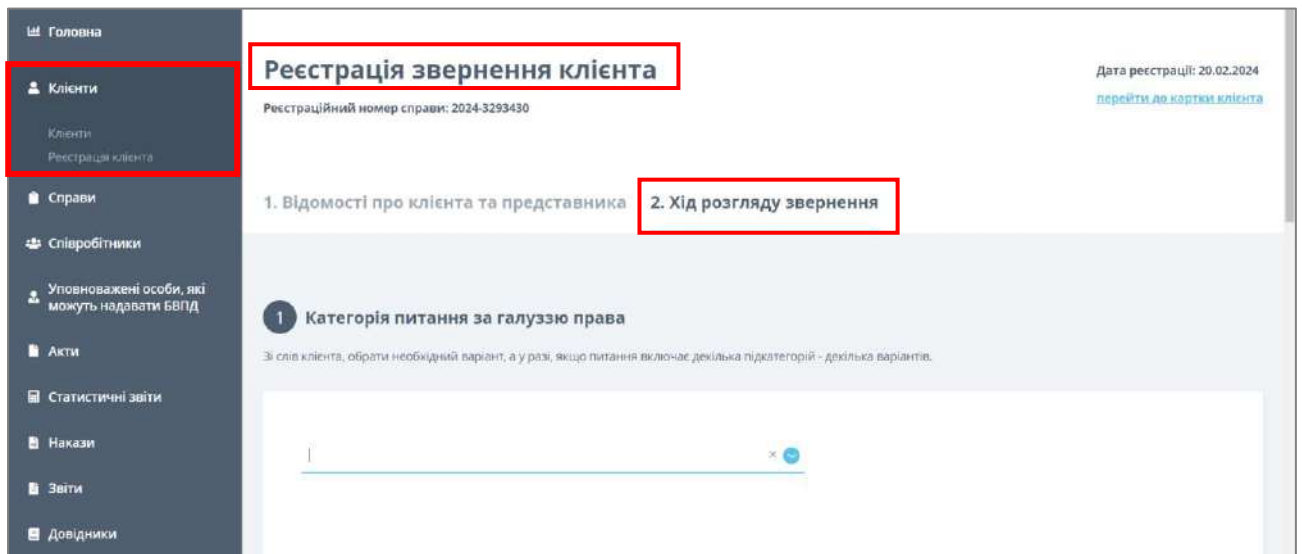 Головна
Клієнти
Клієнти
Реєстрація клієнта
Справи
Співробітники
Уповноважені особи, які
можуть надавати БВПД
Акти
Статистичні звіти
Накази
Звіти
Довідники
Реєстрація звернення клієнта
Дата реєстрації: 20.02.2024
Реєстраційний номер справи: 2024-3293430
перейти до картки клієнта
1. Відомості про клієнта та представника
2. Хід розгляду звернення
1 Категорія питання за галуззю права
Зі слів клієнта, обрати необхідний варіант, а у разі, якщо питання включає декілька підкатегорій - декілька варіантів.